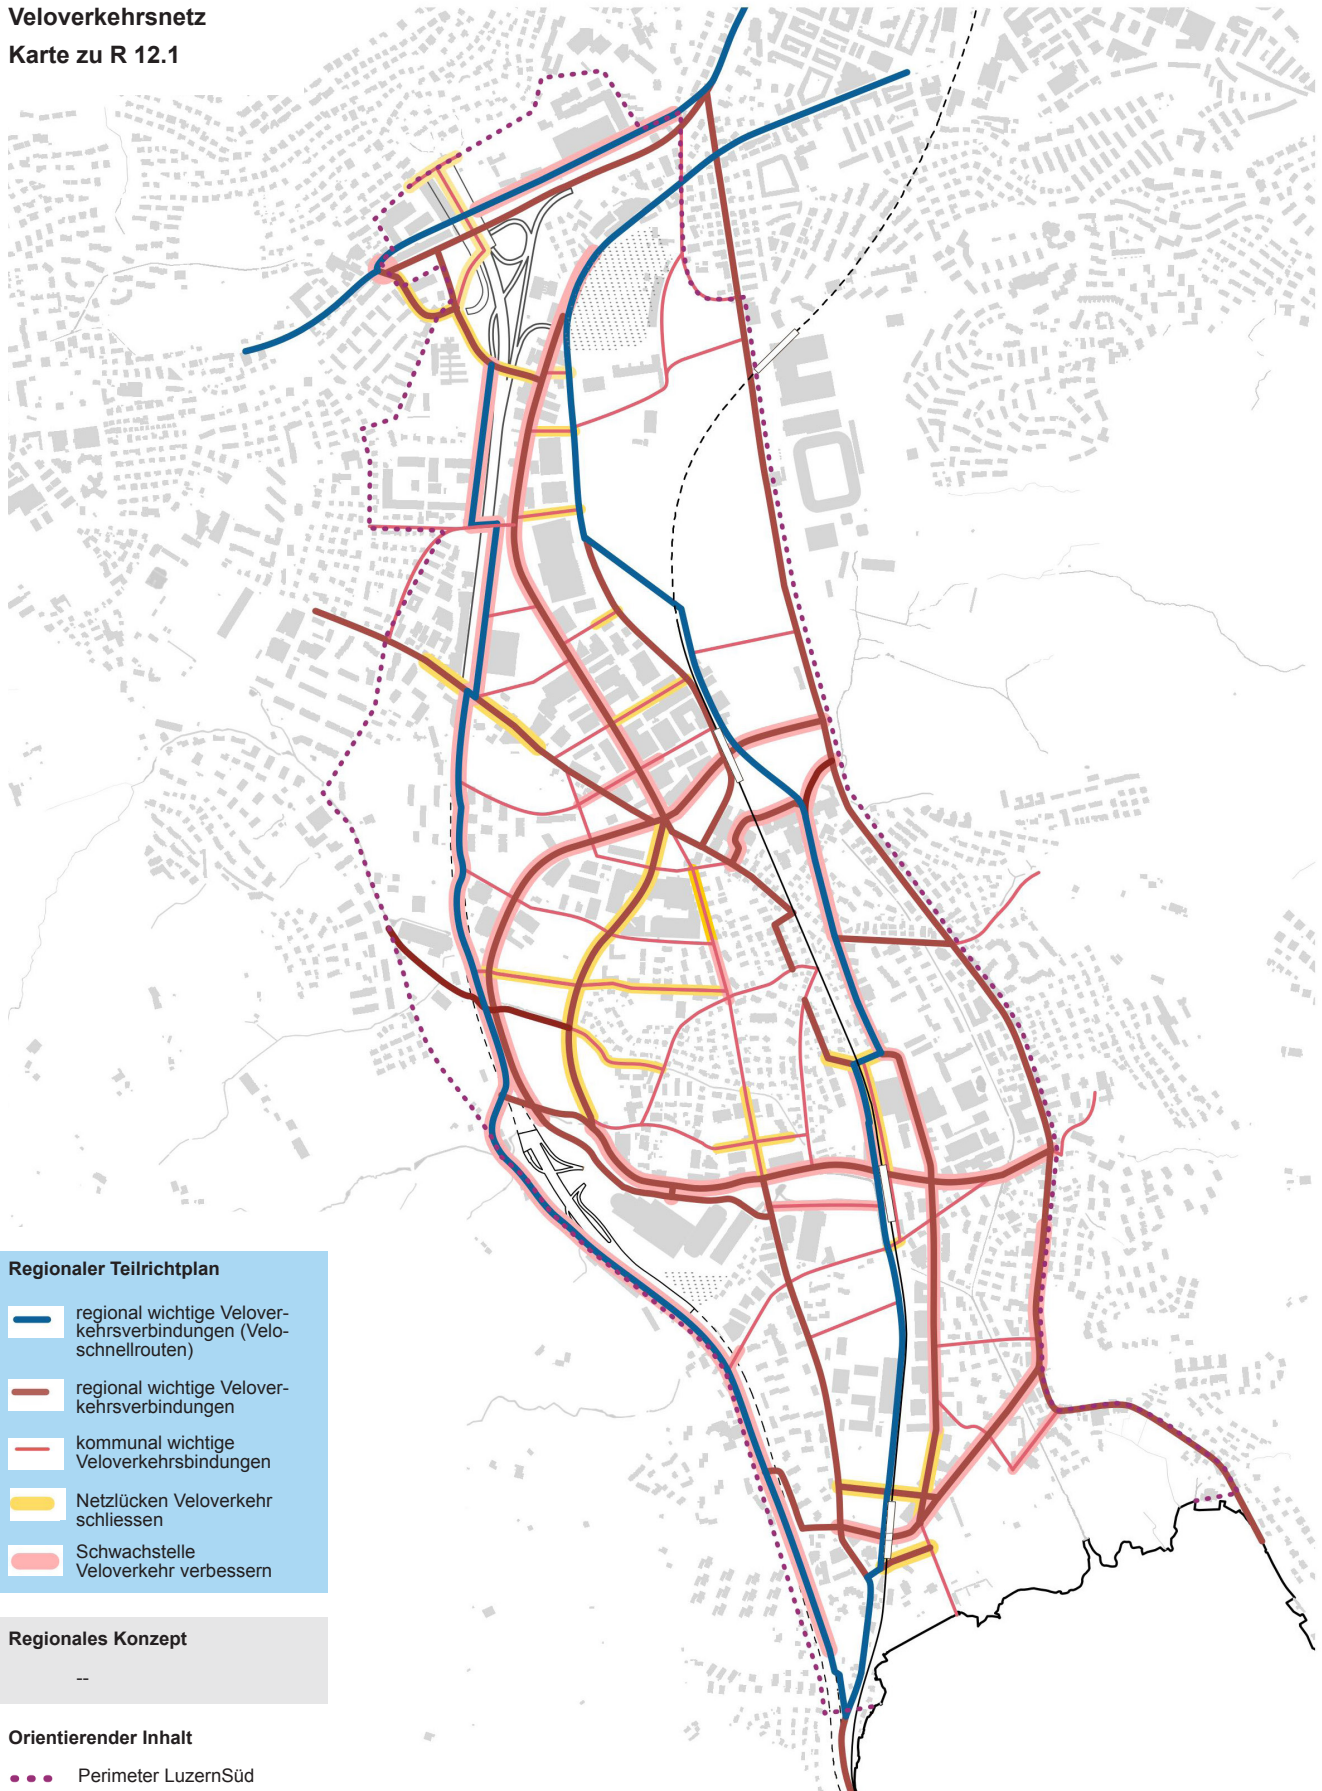 Veloverkehrsnetz
Karte zu R 12.1
Regionaler Teilrichtplan
regional wichtige Velover-
kehrsverbindungen (Velo-
schnellrouten)
regional wichtige Velover-
kehrsverbindungen
kommunal wichtige
Veloverkehrsbindungen
Netzlücken Veloverkehr
schliessen
Schwachstelle
Veloverkehr verbessern
Regionales Konzept
--
Orientierender Inhalt
Perimeter LuzernSüd